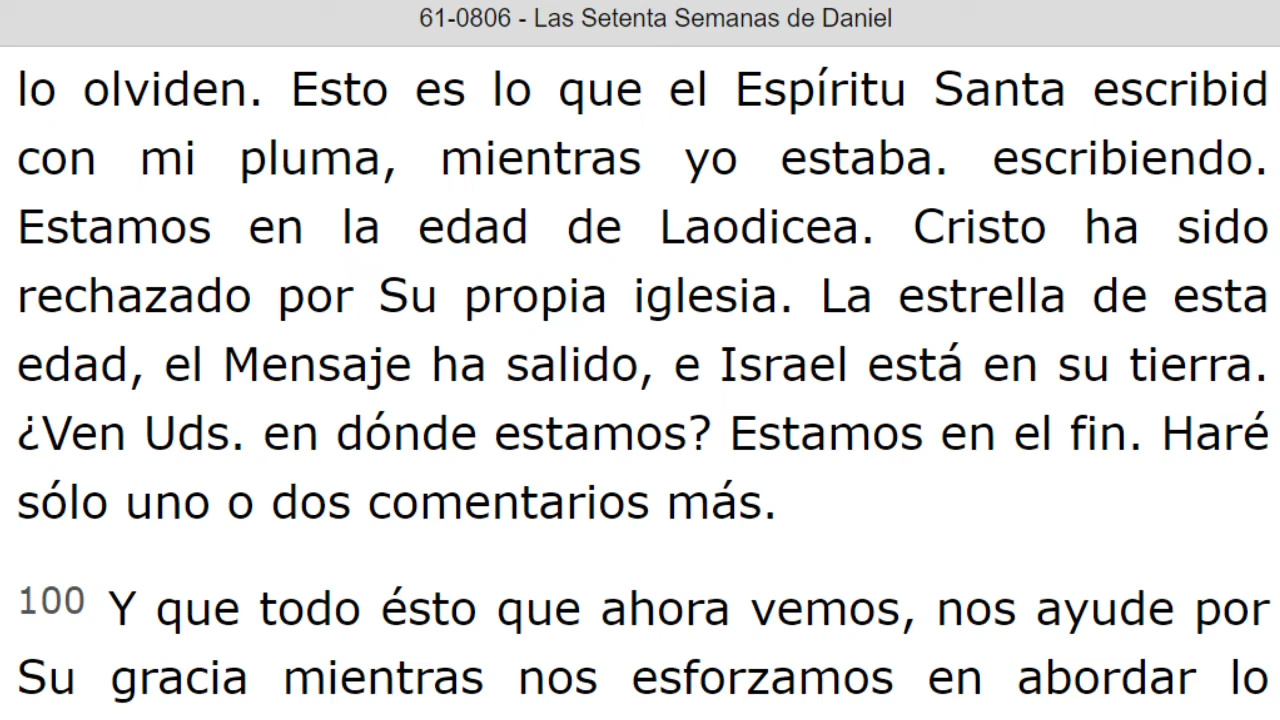 61-0806 - Las Setenta Semanas de Daniel
lo olviden. Esto es lo que el Espíritu Santa escribid
con mi pluma, mientras yo estaba. escribiendo.
Estamos en la edad de Laodicea. Cristo ha sido
rechazado por Su propia iglesia. La estrella de esta
edad, el Mensaje ha salido, e Israel está en su tierra.
¿Ven Uds. en dónde estamos? Estamos en el fin. Haré
sólo uno o dos comentarios más.
100 Y que todo ésto que ahora vemos, nos ayude por
Su gracia mientras nos esforzamos en abordar lo